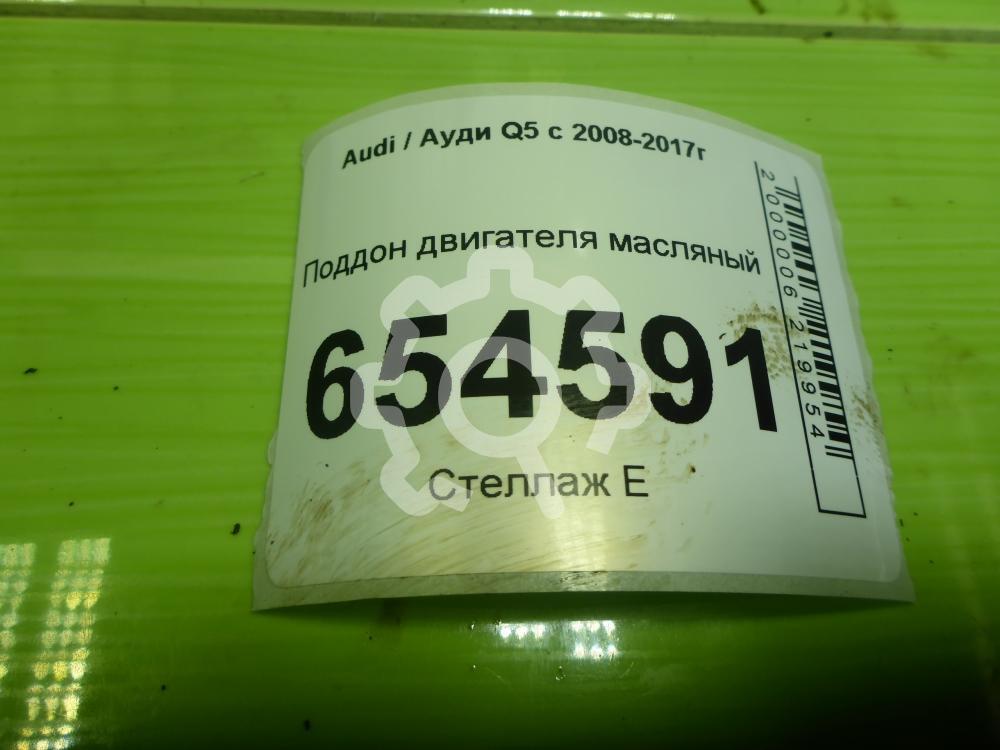 Audi / Ауди Q5 с 2008-2017г
Поддон двигателя масляный
654591
Стеллаж Е
2000006219954